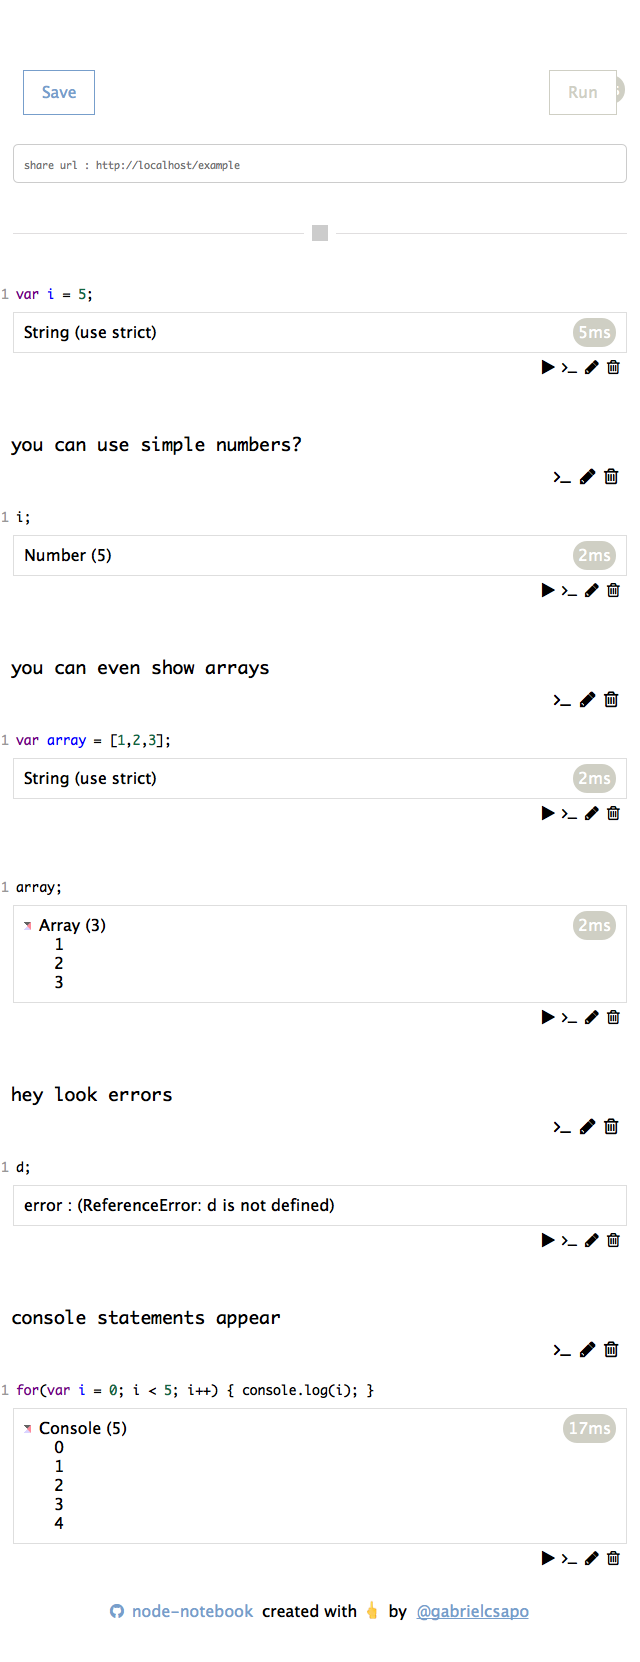 Save
Run
share url : http://localhost/example
1 var i = 5;
String (use strict)
5ms
you can use simple numbers?
1 i;
Number (5)
2ms
you can even show arrays
1 var array = [1,2,3];
String (use strict)
2ms
1 array;
Array (3)
2ms
1
2
3
hey look errors
1 d;
error : (ReferenceError: d is not defined)
console statements appear
1 for(var i = 0; i < 5; i++) { console.log(i); }
Console (5)
17ms
0
1
2
3
4
node-notebook created with 👆 by @gabrielcsapo